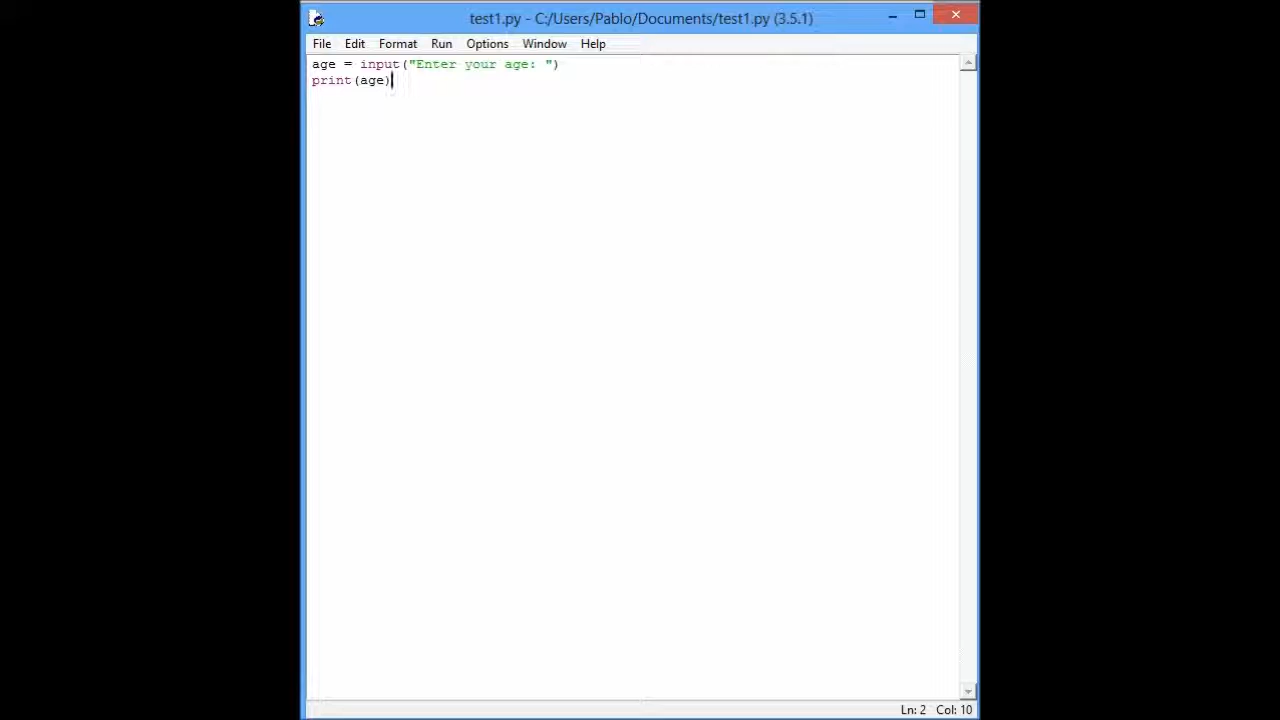 test1.py - C:/Users/Pablo/Documents/test1.py (3.5.1)
File Edit Format Run Options Window Help
age = input("Enter your age: ")
print(age)
Ln: 2 Col: 10